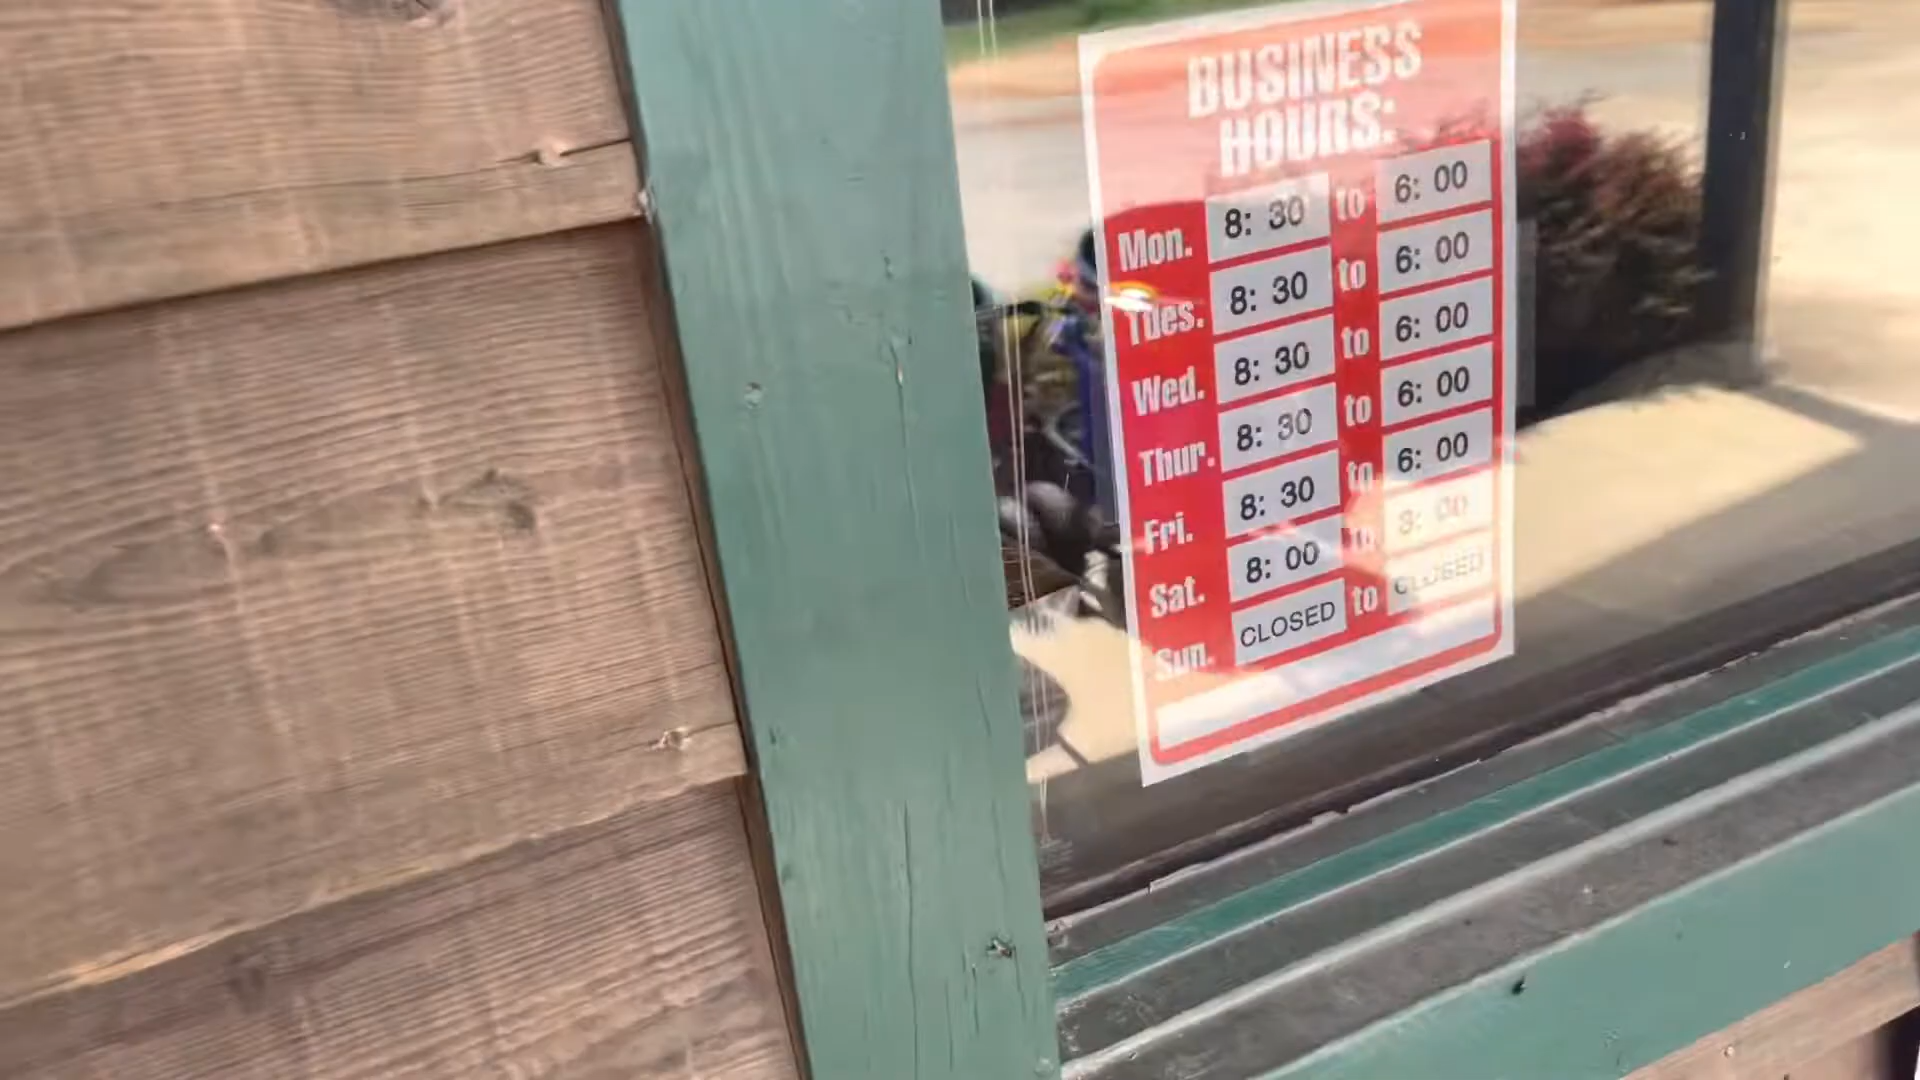 BUSINESS
HOURS:
Mon. 8: 30 to 6: 00
Tues. 8: 30 to 6: 00
Wed. 8: 30 to 6: 00
Thur. 8: 30 to 6: 00
Fri. 8: 30 to 6: 00
Sat. 8: 00 to 3: 00
Sun. CLOSED to CLOSED